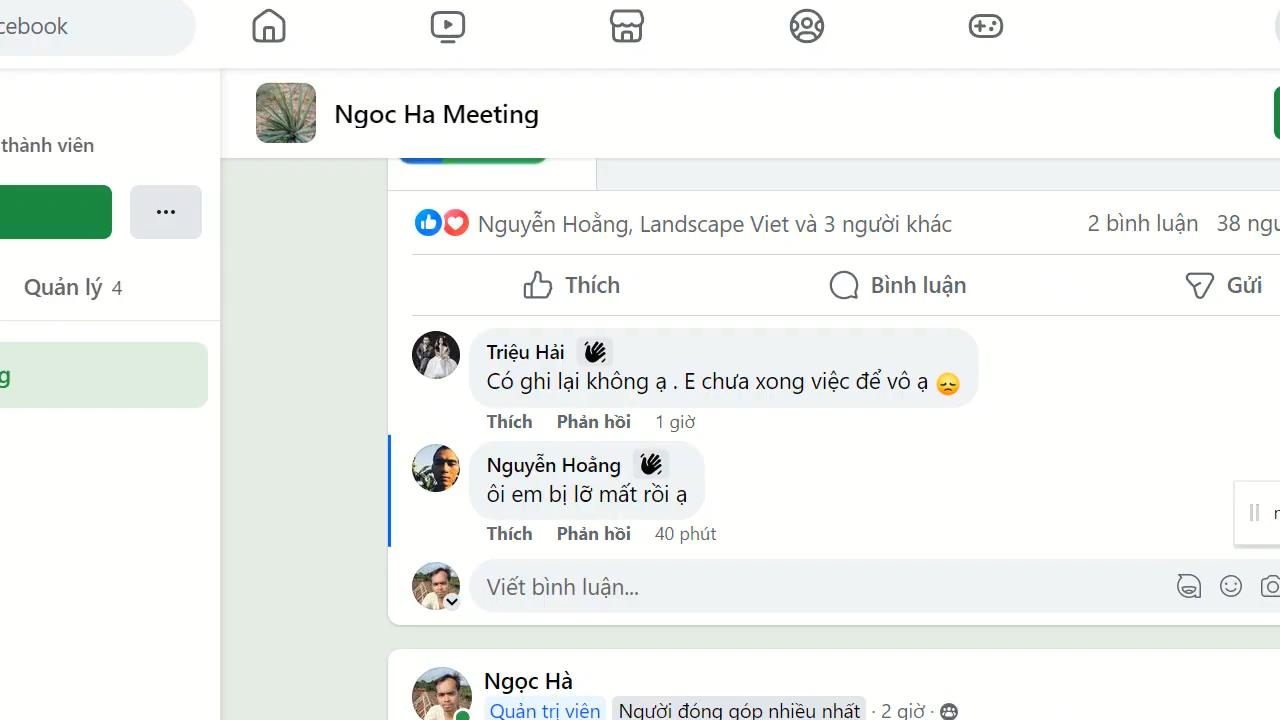 cebook
Ngoc Ha Meeting
thành viên
Quản lý 4
g
Nguyễn Hoằng, Landscape Viet và 3 người khác
2 bình luận 38 ngư
Thích
Bình luận
Gửi
Triệu Hải
Có ghi lại không ạ . E chưa xong việc để vô ạ 😞
Thích Phản hồi 1 giờ
Nguyễn Hoằng
ôi em bị lỡ mất rồi ạ
Thích Phản hồi 40 phút
Viết bình luận...
Ngọc Hà
Quản trị viên Người đóng góp nhiều nhất · 2 giờ ·